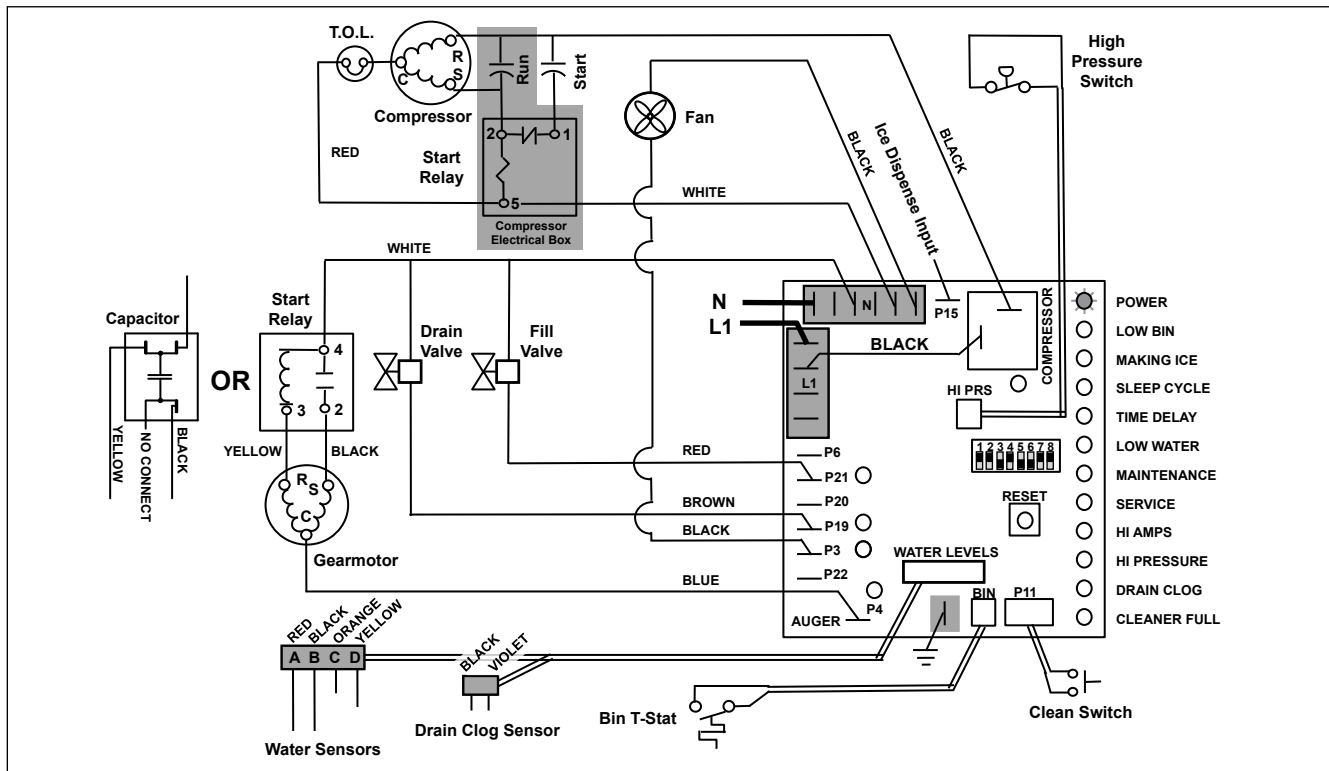 T.O.L.
R
S
C
Compressor
Run
Start
RED
Start
Relay
2
1
5
Compressor
Electrical Box
Fan
BLACK
Ice Dispense Input
BLACK
High
Pressure
Switch
WHITE
WHITE
Capacitor
YELLOW
NO CONNECT
BLACK
OR
Start
Relay
4
3
2
YELLOW
BLACK
R
S
C
Gearmotor
Drain
Valve
Fill
Valve
N
L1
N
P15
BLACK
COMPRESSOR
L1
HI PRS
1 2 3 4 5 6 7 8
RESET
RED
P6
P21
P20
BROWN
P19
BLACK
P3
P22
BLUE
P4
AUGER
WATER LEVELS
BIN
P11
POWER
LOW BIN
MAKING ICE
SLEEP CYCLE
TIME DELAY
LOW WATER
MAINTENANCE
SERVICE
HI AMPS
HI PRESSURE
DRAIN CLOG
CLEANER FULL
RED
BLACK
ORANGE
YELLOW
A B C D
Water Sensors
BLACK
VIOLET
Drain Clog Sensor
Bin T-Stat
Clean Switch